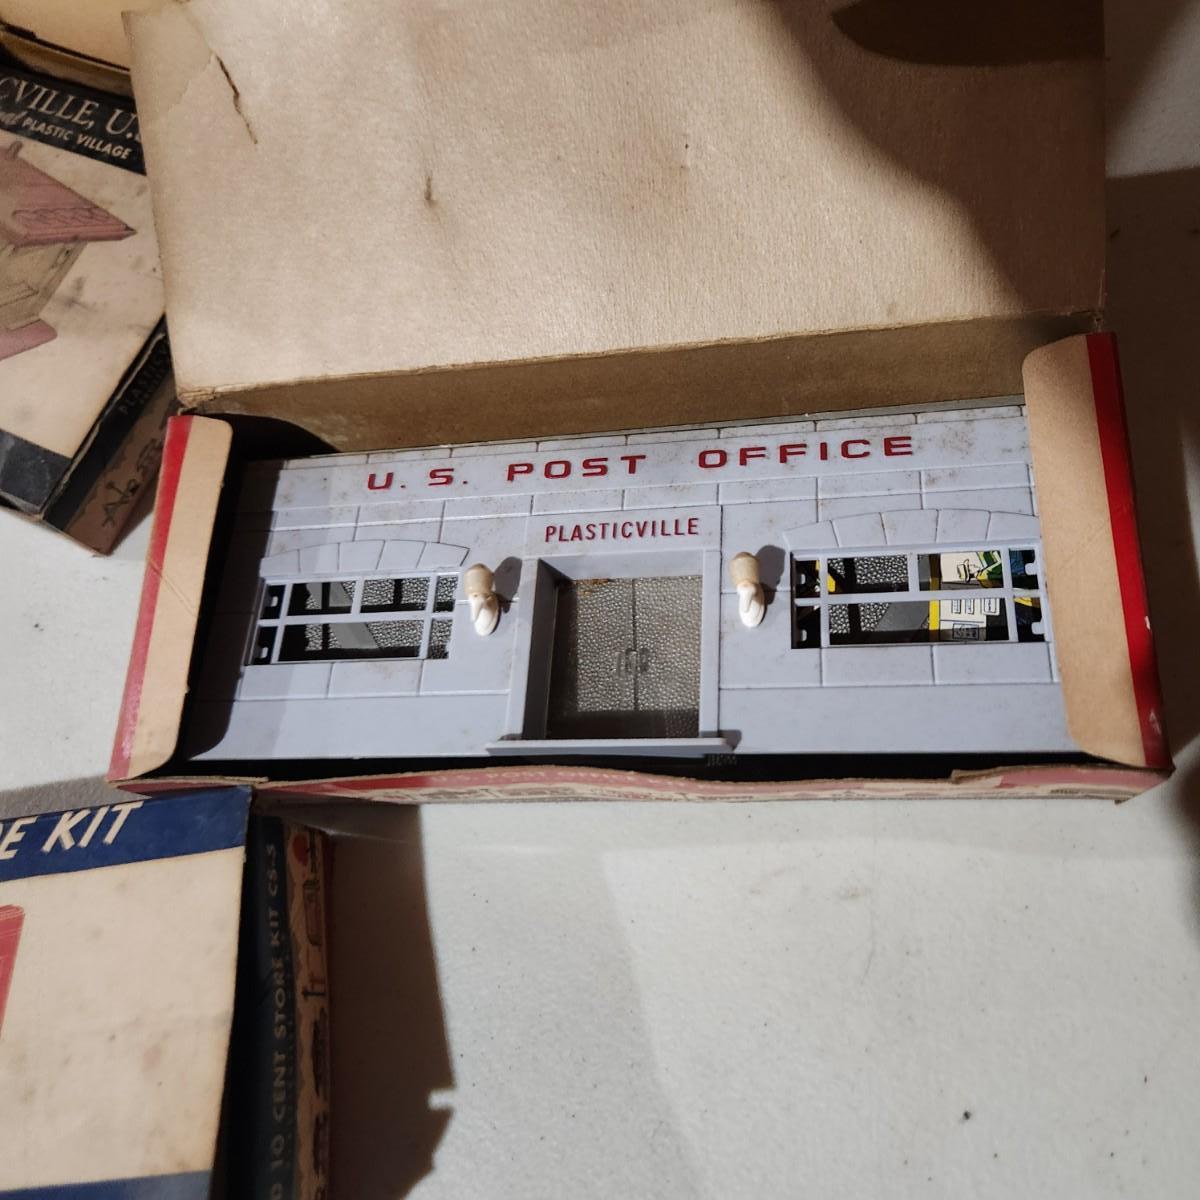 CVILLE, U.
PLASTIC VILLAGE
U. S. POST OFFICE
PLASTICVILLE
E KIT
10 CENT STORE KIT CS-5